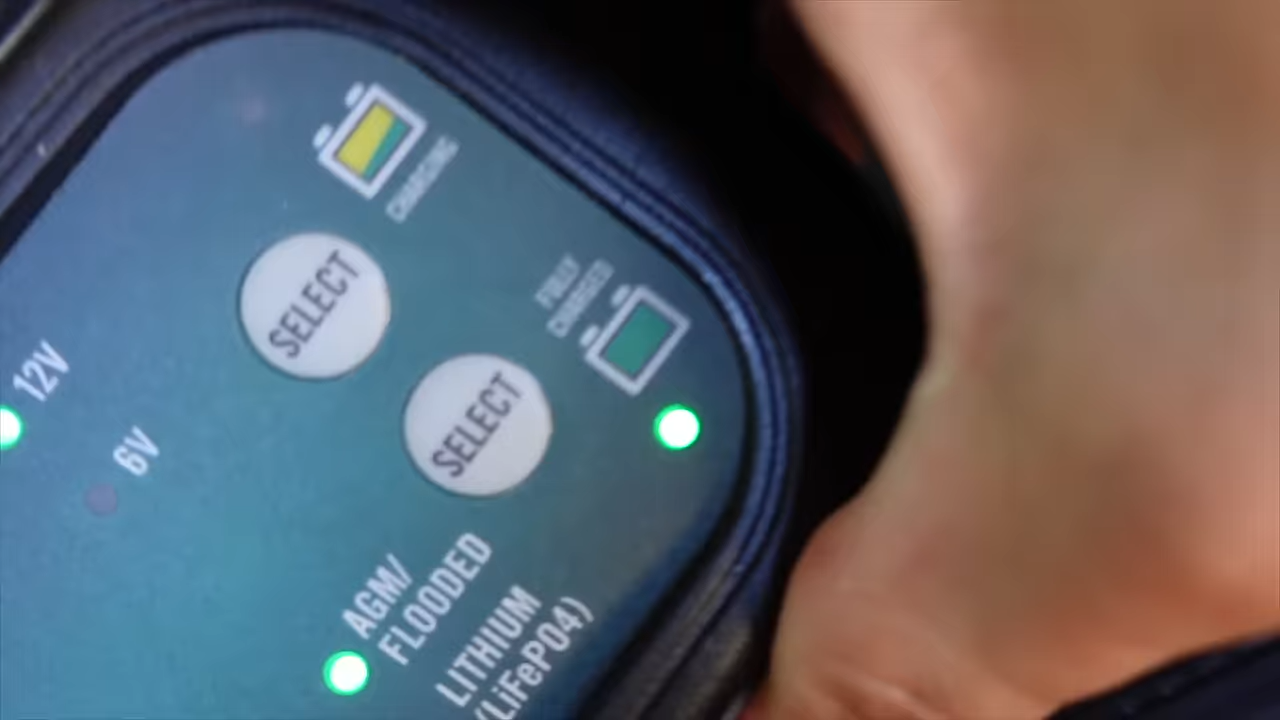 CHARGING
SELECT
FULLY
CHARGED
SELECT
12V
6V
AGM/
FLOODED
LITHIUM
(LiFePO4)